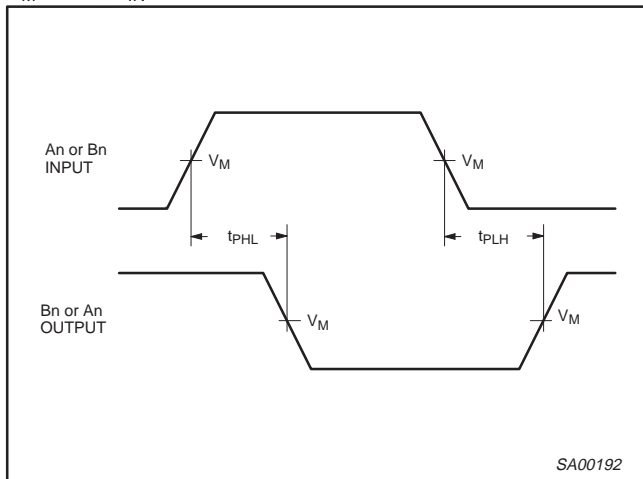 An or Bn
INPUT
VM
VM
tPHL
tPLH
Bn or An
OUTPUT
VM
VM
SA00192